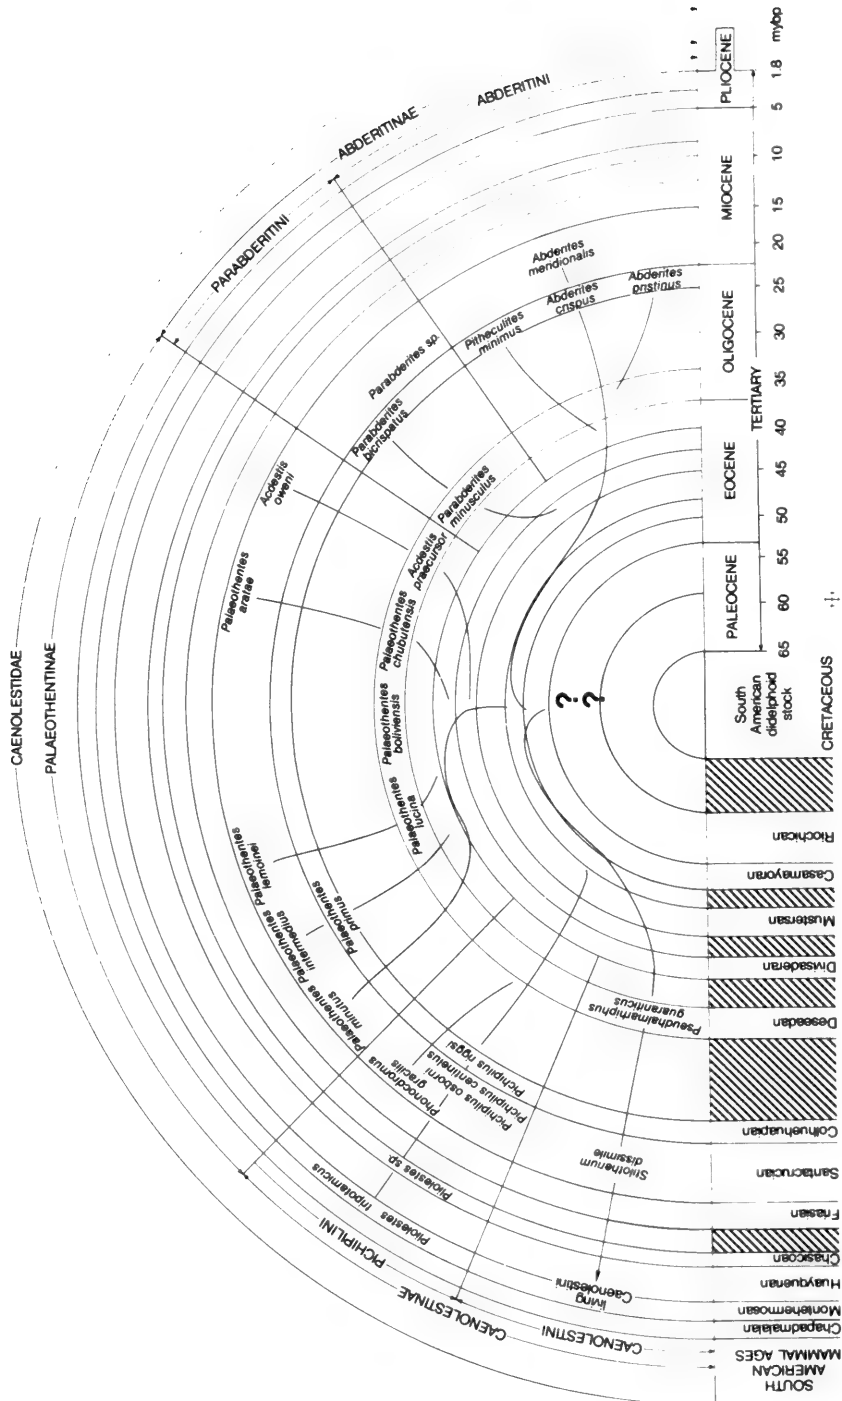 CAENOLESTIDAE
PALAEOTHENTINAE
PARABDERITINI
ABDERITINAE
ABDERITINI
Palaeothentes
aratae
Acdestis
oweni
Parabderites sp.
Parabderites
bicrispatus
Pitheculites
minimus
Abderites
meridionalis
Abderites
crispus
Abderites
pristinus
Parabderites
minusculus
Acdestis
praecursor
Palaeothentes
chubutensis
Palaeothentes
boliviensis
Palaeothentes
lucina
Palaeothentes
lemoinei
Palaeothentes
intermedius
Palaeothentes
primus
Palaeothentes
minutus
Phonocdromus
gracilis
Pichipilus osborni
Pichipilus centinelus
Pichipilus riggsi
Pseudhalmarhiphus
guaraniticus
Stilotherium
dissimile
Pliolestes sp.
Pliolestes tripotamicus
living
Caenolestini
PICHIPILINI
CAENOLESTINAE
CAENOLESTINI
? ?
mybp
1.8
5
10
15
20
25
30
35
40
45
50
55
60
65
PLIOCENE
MIOCENE
OLIGOCENE
EOCENE
PALEOCENE
TERTIARY
CRETACEOUS
South
American
didelphoid
stock
Riochican
Casamayoran
Mustersan
Divisaderan
Deseadan
Colhuehuapian
Santacrucian
Friasian
Chasicoan
Huayquerian
Montehermosan
Chapadmalalan
SOUTH
AMERICAN
MAMMAL AGES